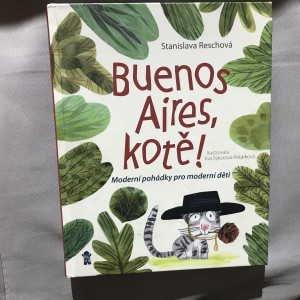 Stanislava Reschová
Buenos
Aires,
kotě!
Ilustrovala
Eva Sýkorová-Pekárková
Moderní pohádky pro moderní děti